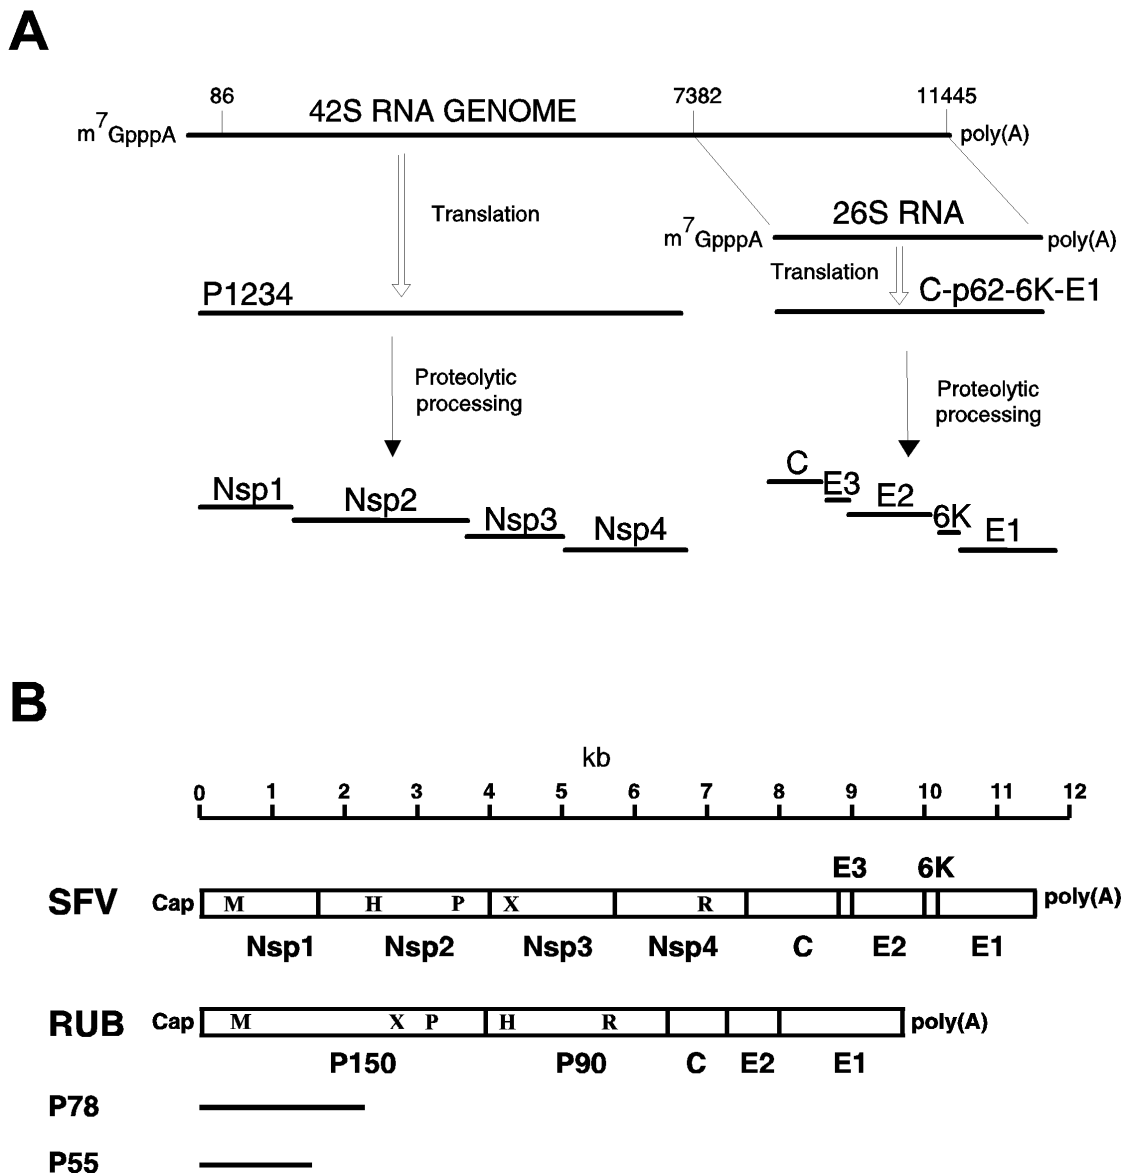 A
86 7382 11445
42S RNA GENOME
m7GpppA poly(A)
Translation
26S RNA
m7GpppA poly(A)
Translation
P1234
C-p62-6K-E1
Proteolytic
processing
Proteolytic
processing
Nsp1 Nsp2 Nsp3 Nsp4
C E3 E2 6K E1
B
kb
0 1 2 3 4 5 6 7 8 9 10 11 12
E3 6K
SFV Cap M H P X R poly(A)
Nsp1 Nsp2 Nsp3 Nsp4 C E2 E1
RUB Cap M X P H R poly(A)
P150 P90 C E2 E1
P78
P55